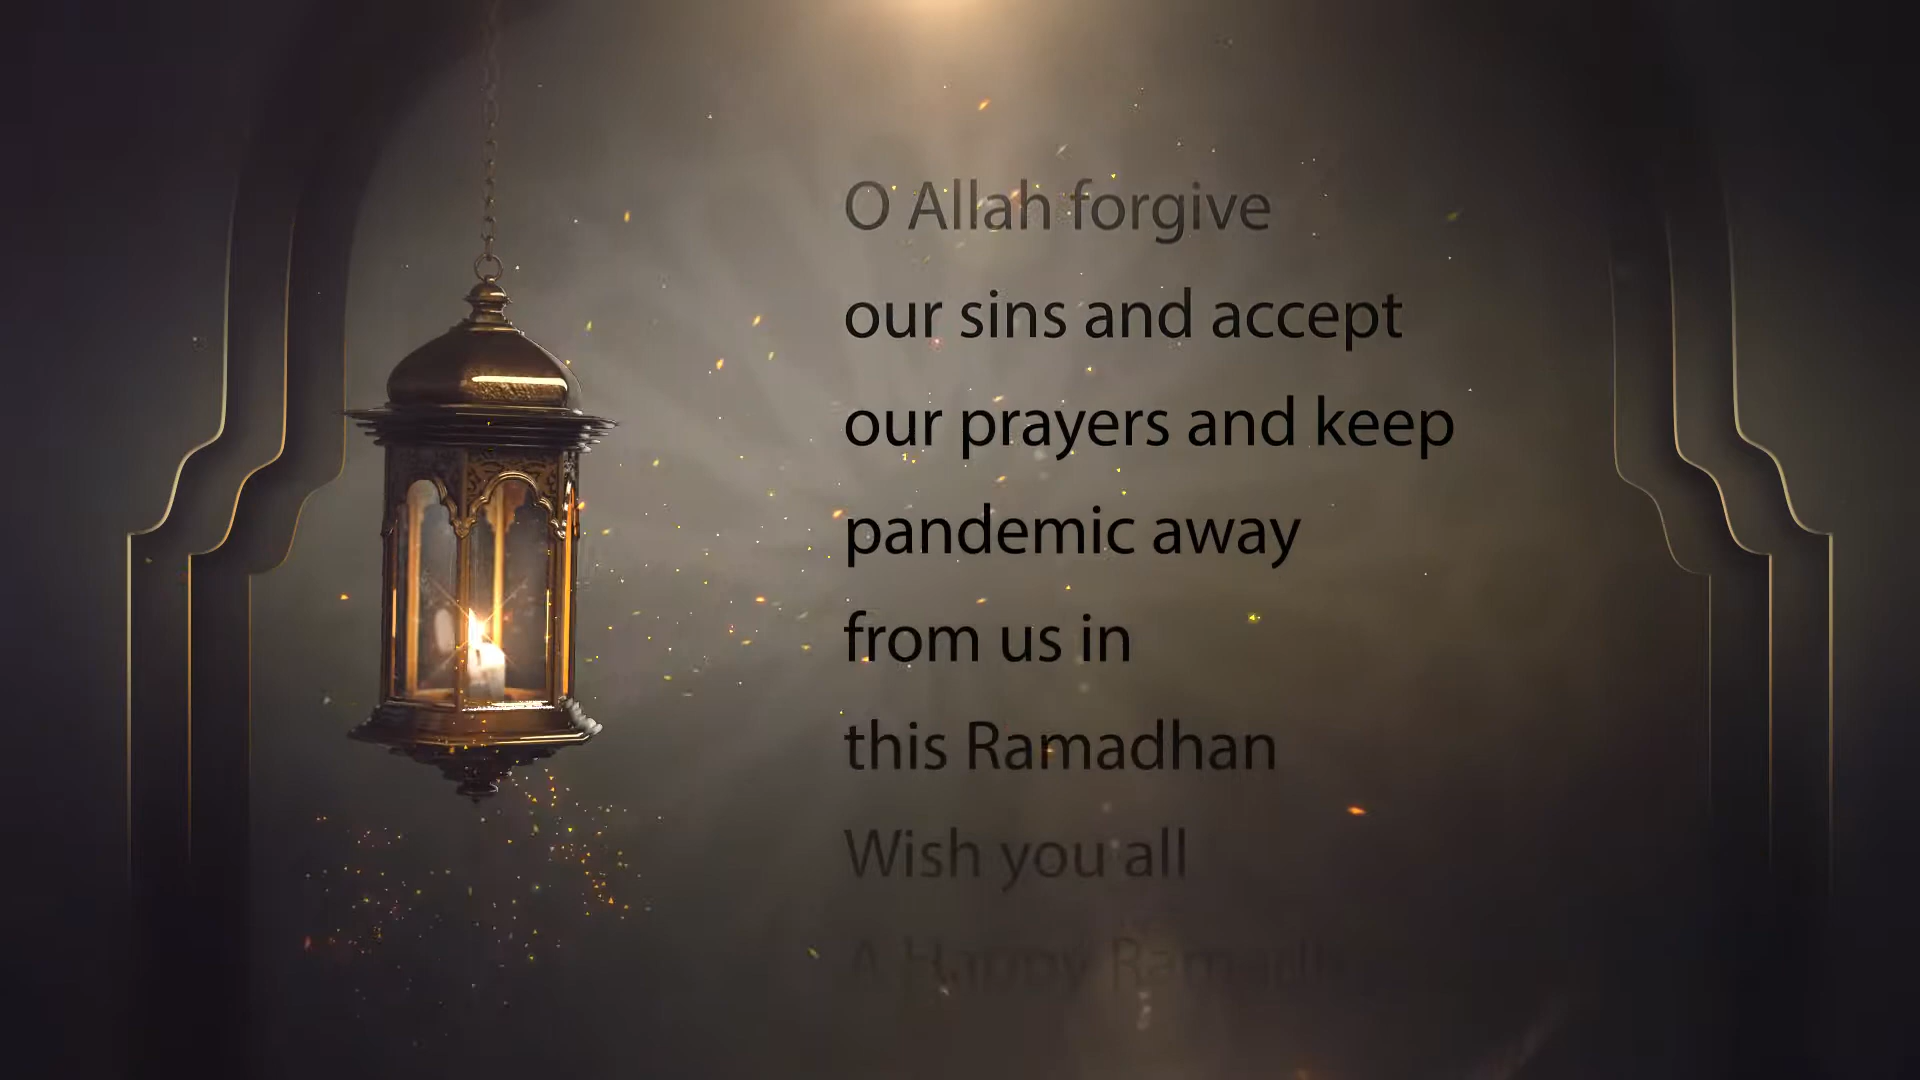 O Allah forgive
our sins and accept
our prayers and keep
pandemic away
from us in
this Ramadhan
Wish you all
A Happy Ramadhan